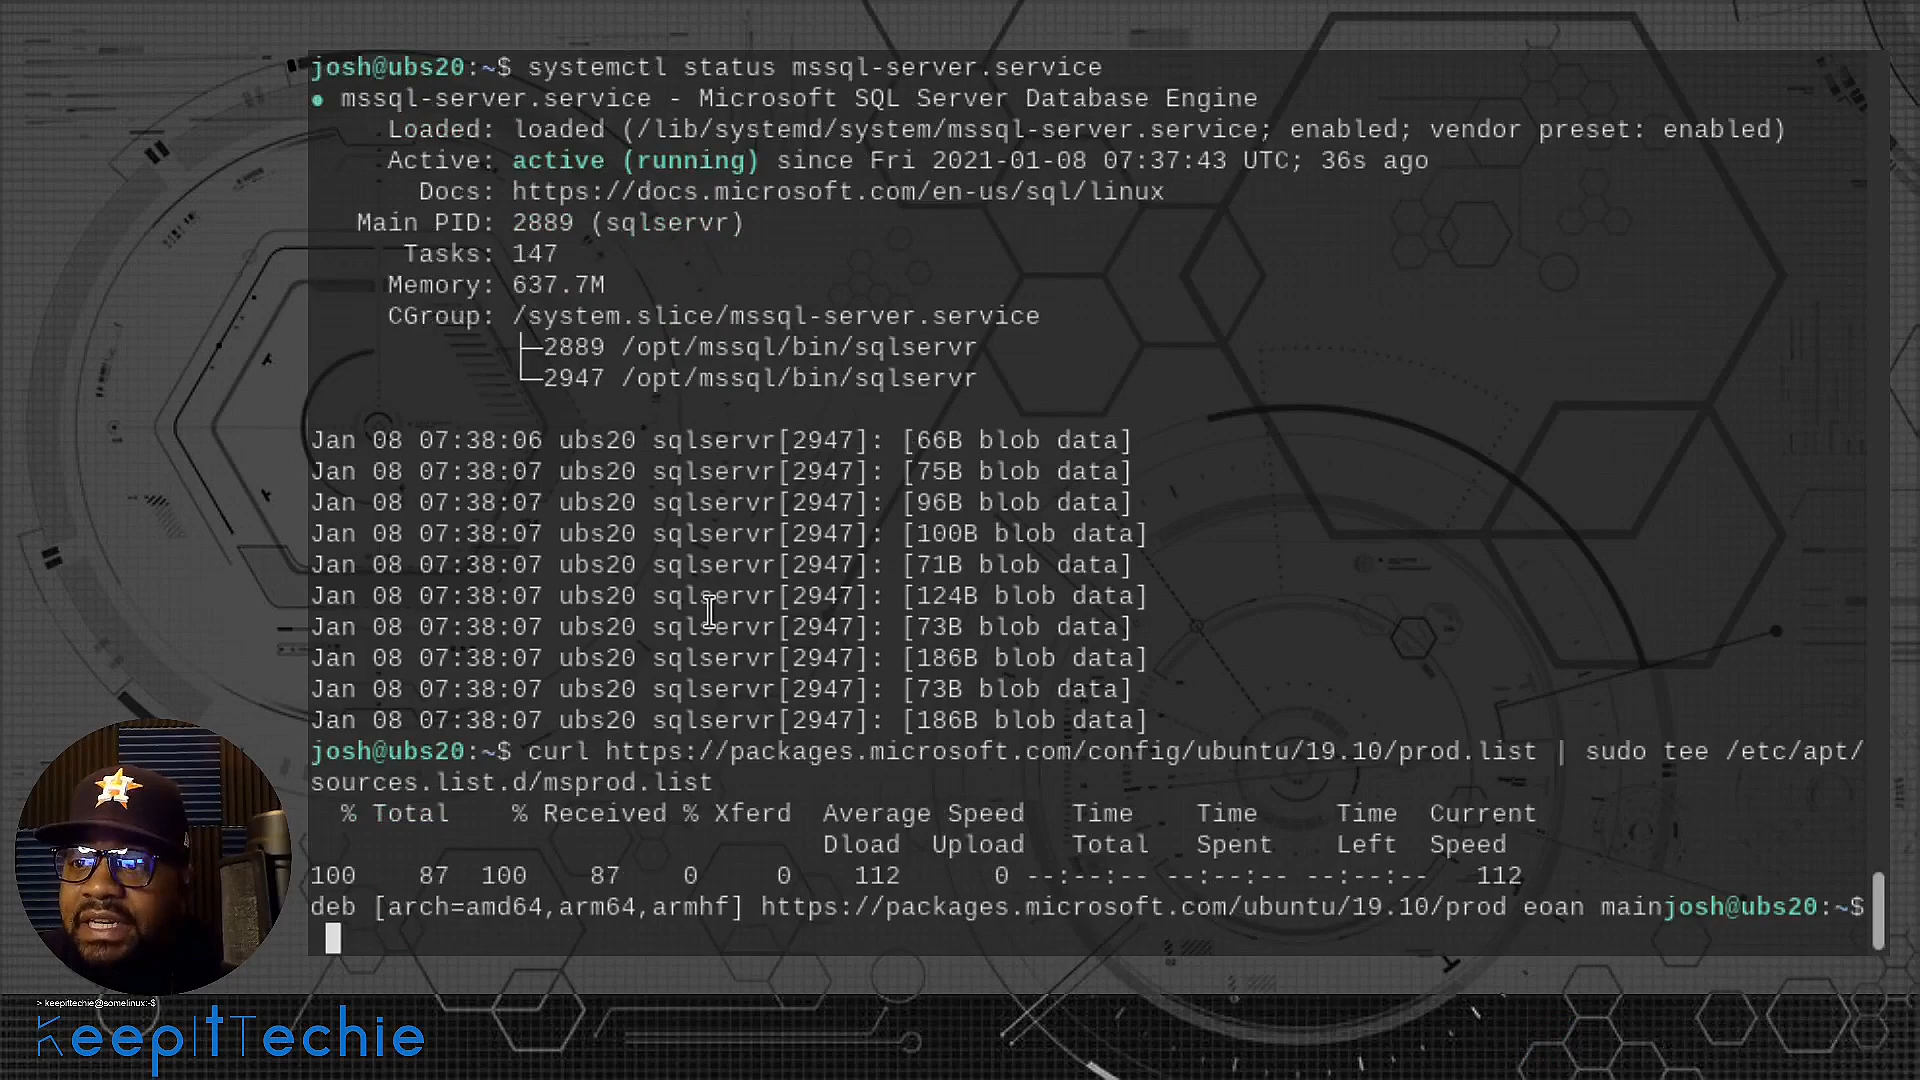 josh@ubs20:~$ systemctl status mssql-server.service
● mssql-server.service - Microsoft SQL Server Database Engine
Loaded: loaded (/lib/systemd/system/mssql-server.service; enabled; vendor preset: enabled)
Active: active (running) since Fri 2021-01-08 07:37:43 UTC; 36s ago
Docs: https://docs.microsoft.com/en-us/sql/linux
Main PID: 2889 (sqlservr)
Tasks: 147
Memory: 637.7M
CGroup: /system.slice/mssql-server.service
├─2889 /opt/mssql/bin/sqlservr
└─2947 /opt/mssql/bin/sqlservr
Jan 08 07:38:06 ubs20 sqlservr[2947]: [66B blob data]
Jan 08 07:38:07 ubs20 sqlservr[2947]: [75B blob data]
Jan 08 07:38:07 ubs20 sqlservr[2947]: [96B blob data]
Jan 08 07:38:07 ubs20 sqlservr[2947]: [100B blob data]
Jan 08 07:38:07 ubs20 sqlservr[2947]: [71B blob data]
Jan 08 07:38:07 ubs20 sqlservr[2947]: [124B blob data]
Jan 08 07:38:07 ubs20 sqlservr[2947]: [73B blob data]
Jan 08 07:38:07 ubs20 sqlservr[2947]: [186B blob data]
Jan 08 07:38:07 ubs20 sqlservr[2947]: [73B blob data]
Jan 08 07:38:07 ubs20 sqlservr[2947]: [186B blob data]
josh@ubs20:~$ curl https://packages.microsoft.com/config/ubuntu/19.10/prod.list | sudo tee /etc/apt/
sources.list.d/msprod.list
% Total % Received % Xferd Average Speed Time Time Time Current
Dload Upload Total Spent Left Speed
100 87 100 87 0 0 112 0 --:--:-- --:--:-- --:--:-- 112
deb [arch=amd64,arm64,armhf] https://packages.microsoft.com/ubuntu/19.10/prod eoan mainjosh@ubs20:~$
H
> keepittechie@somelinux:-$
KeepItTechie